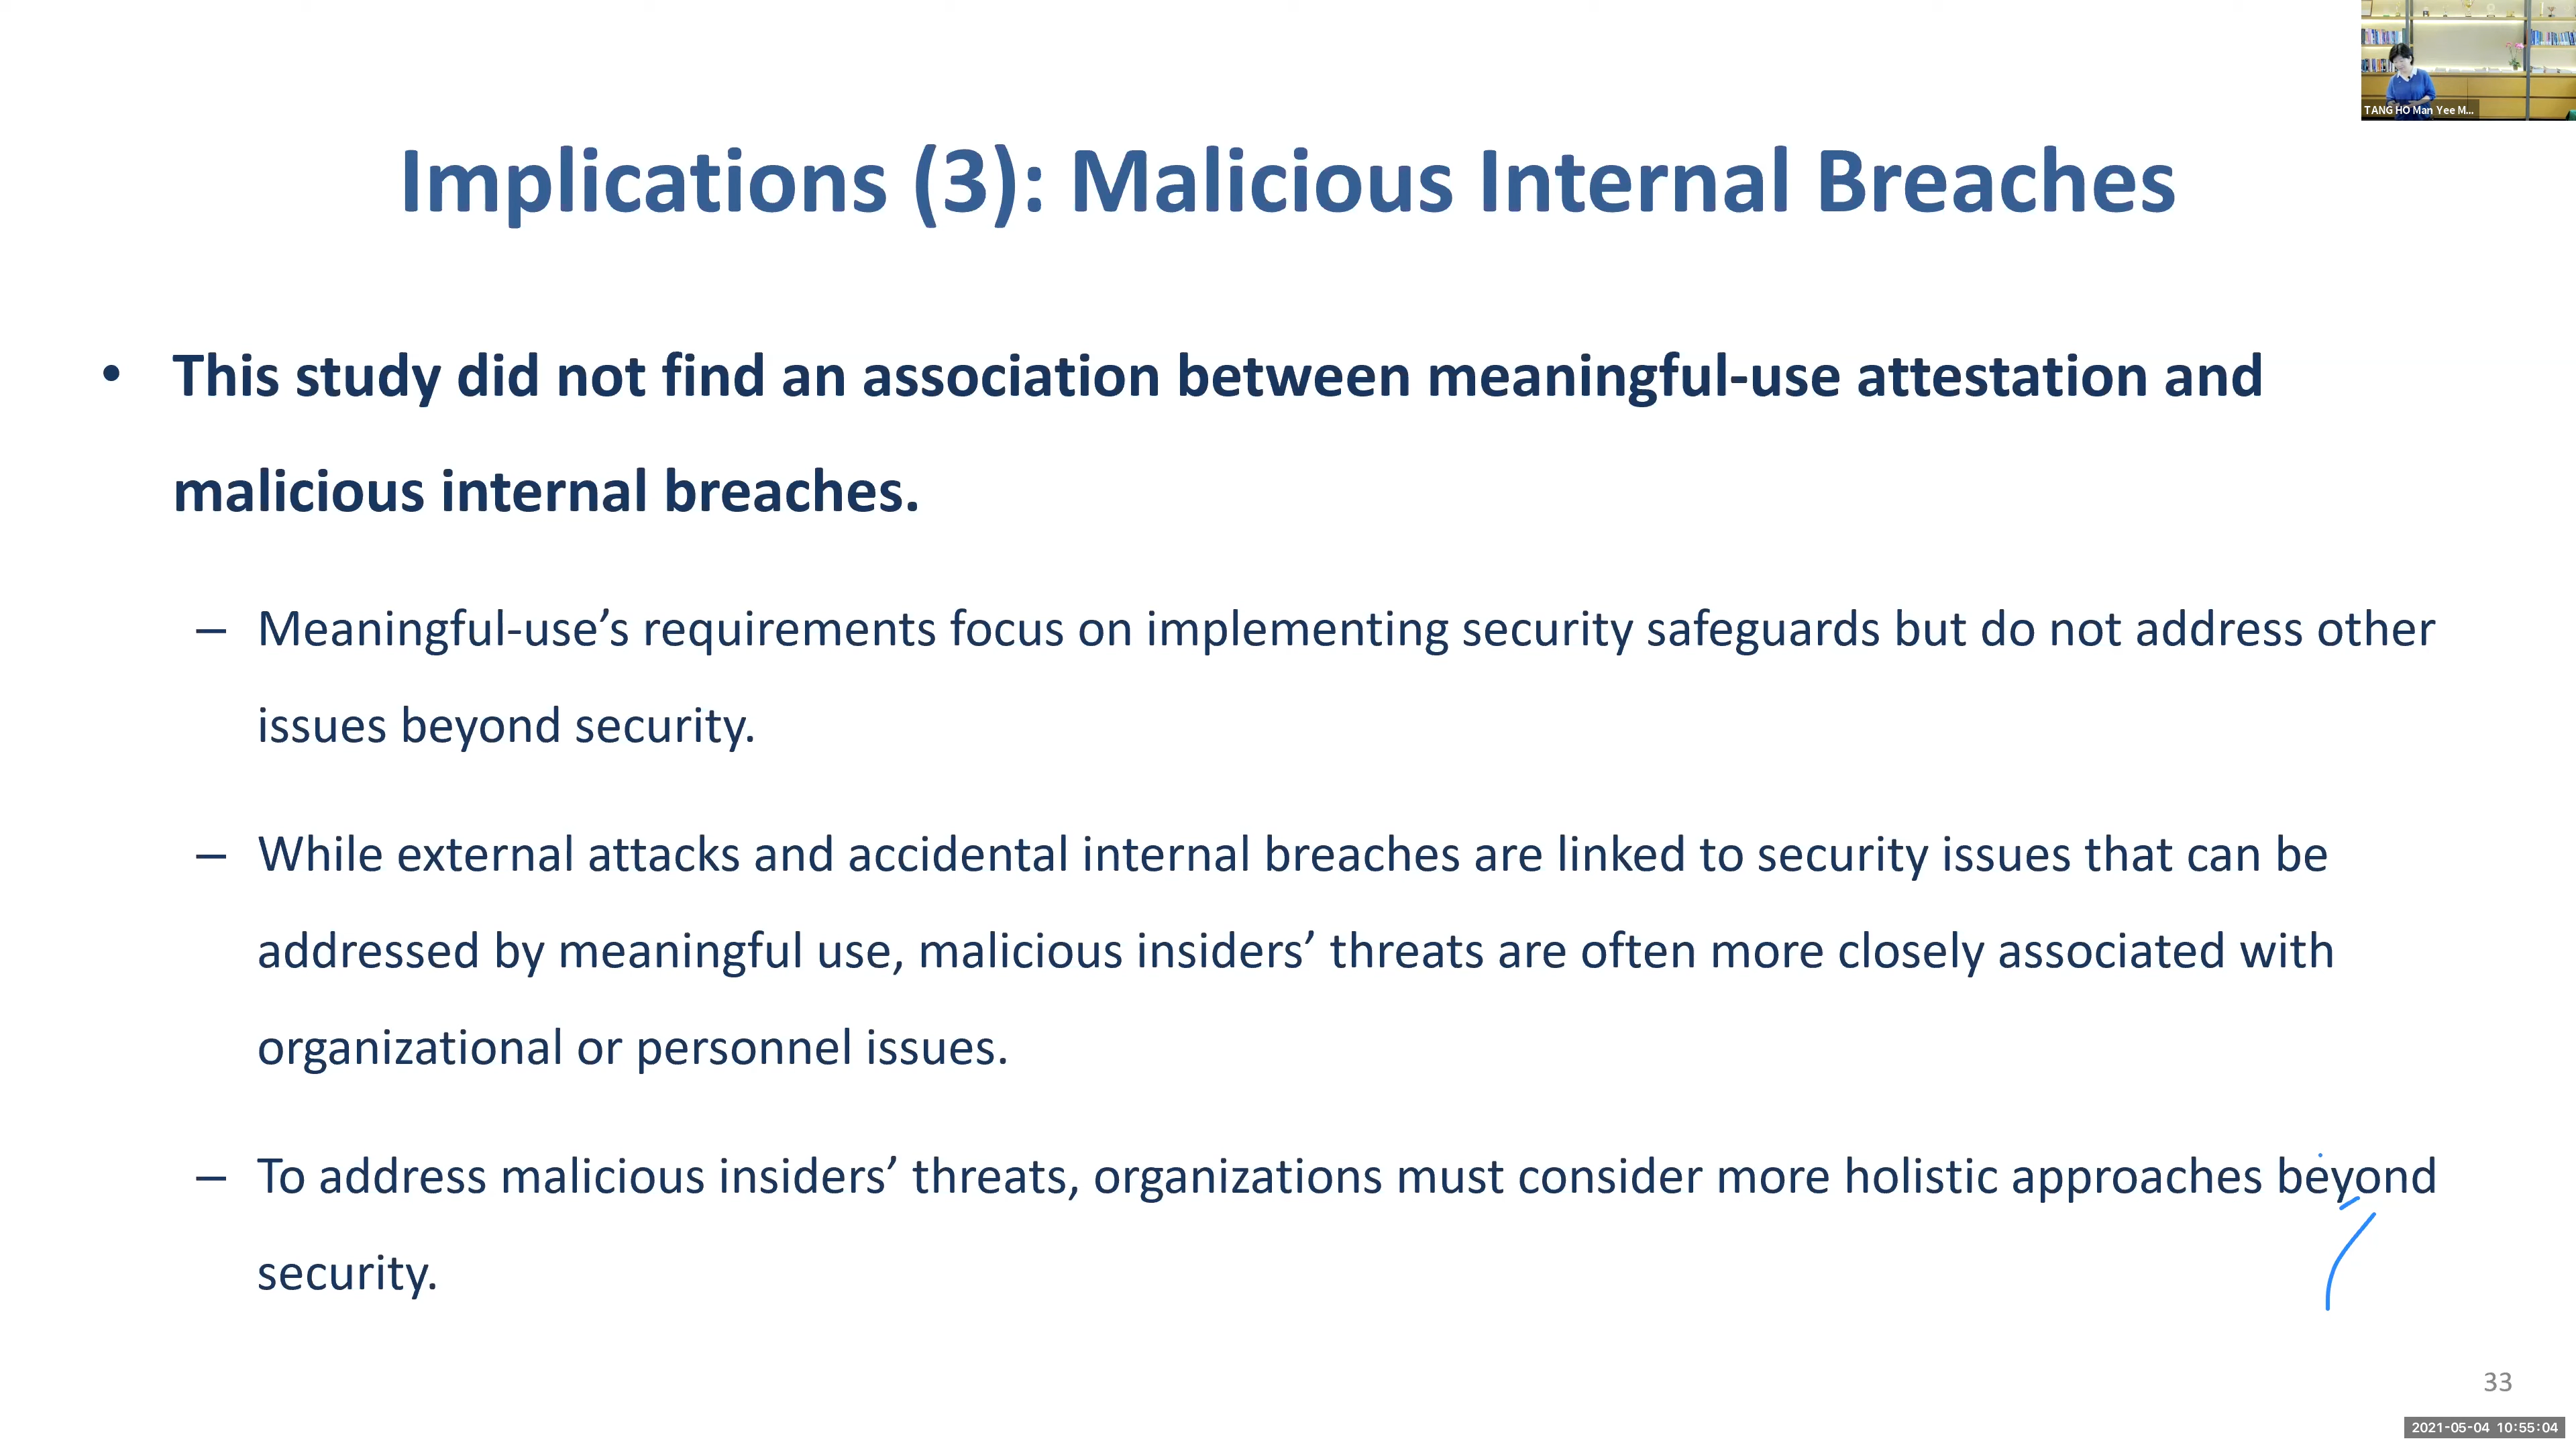 TANG HO Man Yee M...
Implications (3): Malicious Internal Breaches
• This study did not find an association between meaningful-use attestation and
malicious internal breaches.
– Meaningful-use’s requirements focus on implementing security safeguards but do not address other
issues beyond security.
– While external attacks and accidental internal breaches are linked to security issues that can be
addressed by meaningful use, malicious insiders’ threats are often more closely associated with
organizational or personnel issues.
– To address malicious insiders’ threats, organizations must consider more holistic approaches beyond
security.
33
2021-05-04 10:55:04